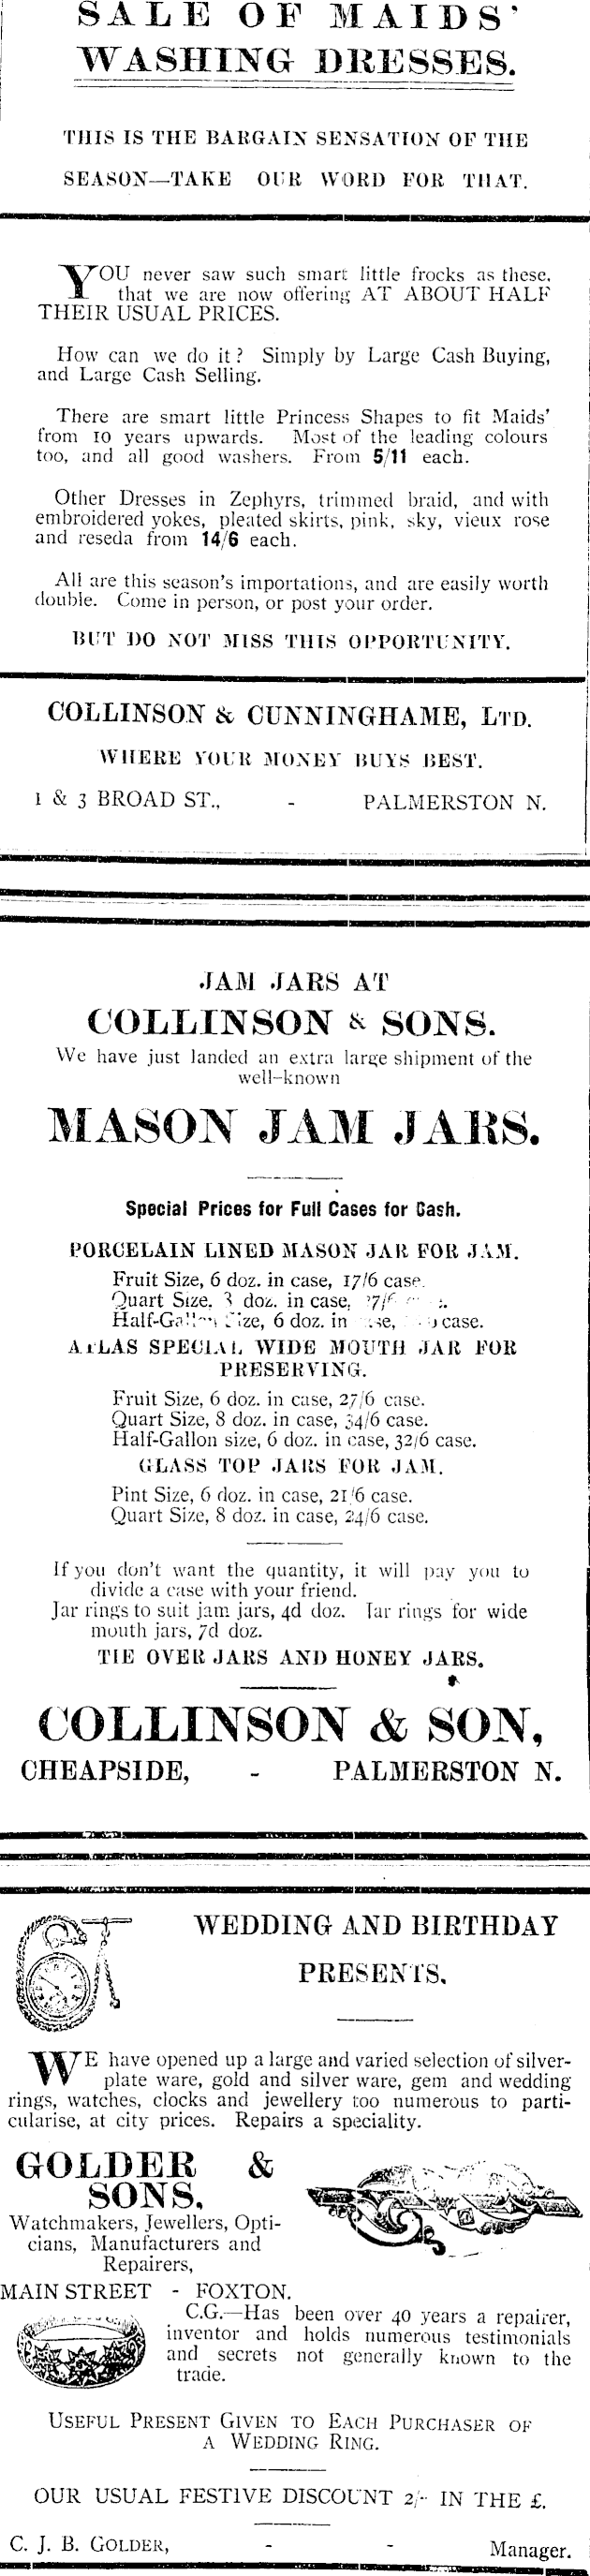 SALE OF MAIDS'
WASHING DRESSES.
THIS IS THE BARGAIN SENSATION OF THE
SEASON—TAKE OUR WORD FOR THAT.
YOU never saw such smart little frocks as these,
that we are now offering AT ABOUT HALF
THEIR USUAL PRICES.
How can we do it? Simply by Large Cash Buying,
and Large Cash Selling.
There are smart little Princess Shapes to fit Maids'
from 10 years upwards. Most of the leading colours
too, and all good washers. From 5/11 each.
Other Dresses in Zephyrs, trimmed braid, and with
embroidered yokes, pleated skirts, pink, sky, vieux rose
and reseda from 14/6 each.
All are this season's importations, and are easily worth
double. Come in person, or post your order.
BUT DO NOT MISS THIS OPPORTUNITY.
COLLINSON & CUNNINGHAME, LTD.
WHERE YOUR MONEY BUYS BEST.
1 & 3 BROAD ST., - PALMERSTON N.
JAM JARS AT
COLLINSON & SONS.
We have just landed an extra large shipment of the
well-known
MASON JAM JARS.
Special Prices for Full Cases for Cash.
PORCELAIN LINED MASON JAR FOR JAM.
Fruit Size, 6 doz. in case, 17/6 case.
Quart Size. 3 doz. in case,
Half-Gallon Size, 6 doz. in case.
ATLAS SPECIAL WIDE MOUTH JAR FOR
PRESERVING.
Fruit Size, 6 doz. in case, 27/6 case.
Quart Size, 8 doz. in case, 34/6 case.
Half-Gallon size, 6 doz. in case, 32/6 case.
GLASS TOP JARS FOR JAM.
Pint Size, 6 doz. in case, 21/6 case.
Quart Size, 8 doz. in case, 24/6 case.
If you don't want the quantity, it will pay you to
divide a case with your friend.
Jar rings to suit jam jars, 4d doz. Jar rings for wide
mouth jars, 7d doz.
TIE OVER JARS AND HONEY JARS.
COLLINSON & SON,
CHEAPSIDE, - PALMERSTON N.
WEDDING AND BIRTHDAY
PRESENTS.
WE have opened up a large and varied selection of silver-
plate ware, gold and silver ware, gem and wedding
rings, watches, clocks and jewellery too numerous to parti-
cularise, at city prices. Repairs a speciality.
GOLDER &
SONS,
Watchmakers, Jewellers, Opti-
cians, Manufacturers and
Repairers,
MAIN STREET - FOXTON.
C.G.—Has been over 40 years a repairer,
inventor and holds numerous testimonials
and secrets not generally known to the
trade.
USEFUL PRESENT GIVEN TO EACH PURCHASER OF
A WEDDING RING.
OUR USUAL FESTIVE DISCOUNT 2/- IN THE £.
C. J. B. GOLDER, - - Manager.